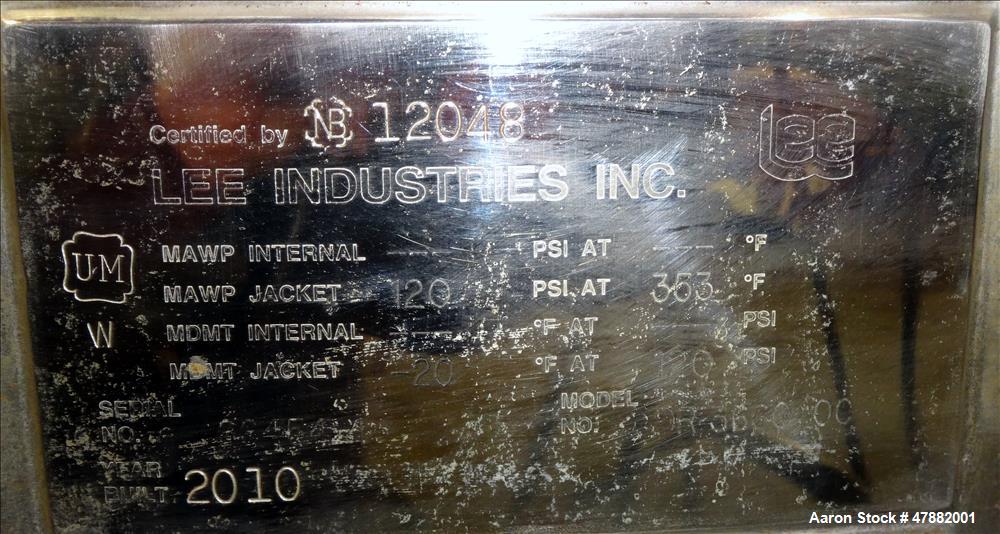 Certified by NB 12048
LEE INDUSTRIES INC.
Lee
UM
W
MAWP INTERNAL --- PSI AT --- °F
MAWP JACKET 120 PSI AT 353 °F
MDMT INTERNAL --- °F AT --- PSI
MDMT JACKET -20 °F AT 120 PSI
SERIAL NO.
MODEL NO.
YEAR BUILT 2010
Aaron Stock # 47882001